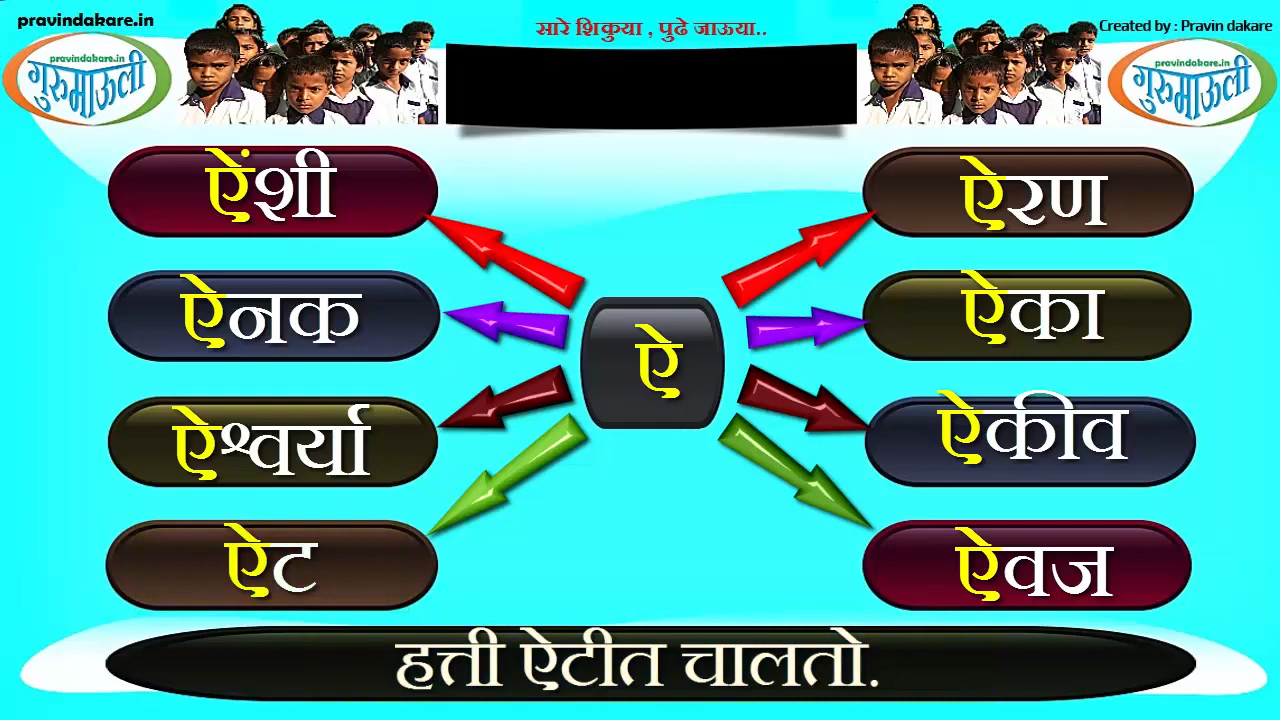 pravindakare.in
सारे शिकुया , पुढे जाऊया..
Created by : Pravin dakare
pravindakare.in
गुरुमाऊली
pravindakare.in
गुरुमाऊली
ऐंशी
ऐरण
ऐनक
ऐका
ऐ
ऐश्वर्या
ऐकीव
ऐट
ऐवज
हत्ती ऐटीत चालतो.